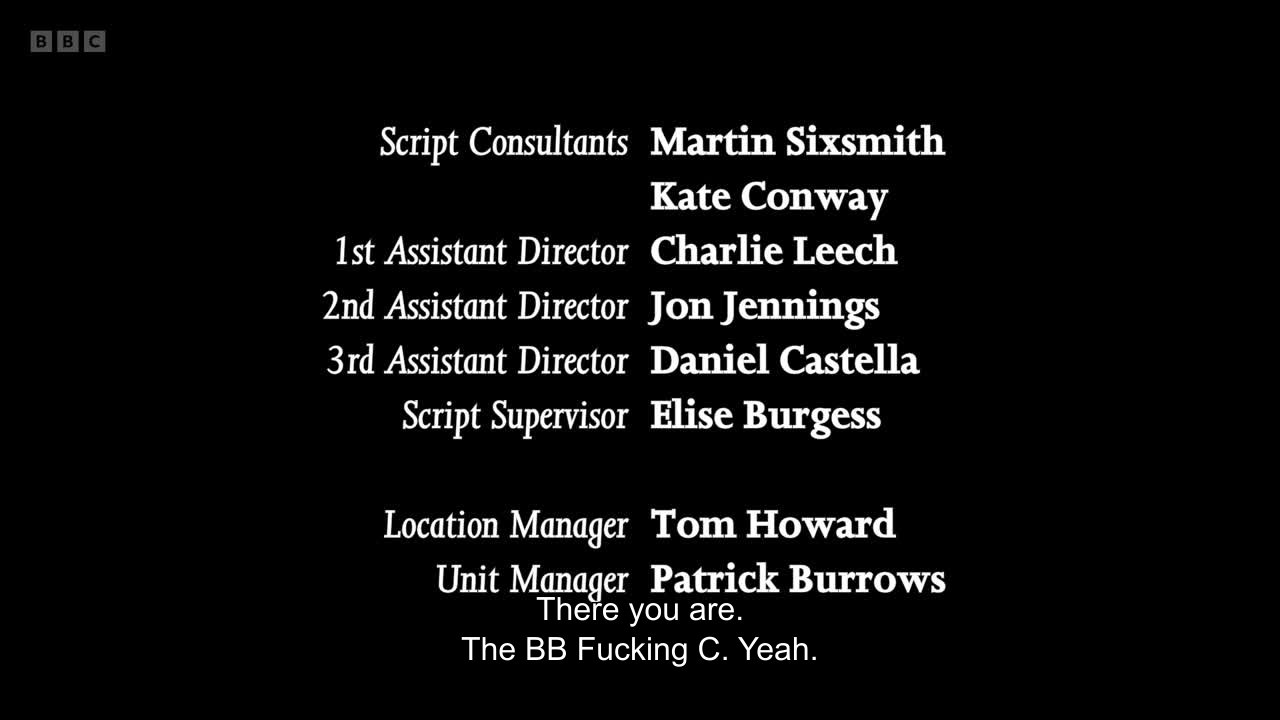 BBC
Script Consultants Martin Sixsmith
Kate Conway
1st Assistant Director Charlie Leech
2nd Assistant Director Jon Jennings
3rd Assistant Director Daniel Castella
Script Supervisor Elise Burgess
Location Manager Tom Howard
Unit Manager Patrick Burrows
There you are.
The BB Fucking C. Yeah.